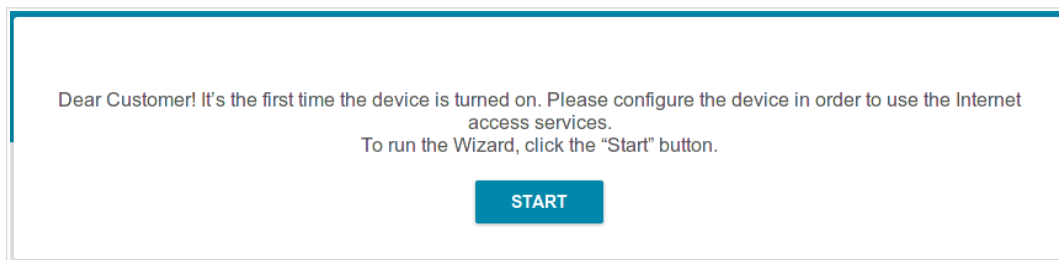 Dear Customer! It's the first time the device is turned on. Please configure the device in order to use the Internet
access services.
To run the Wizard, click the “Start” button.
START